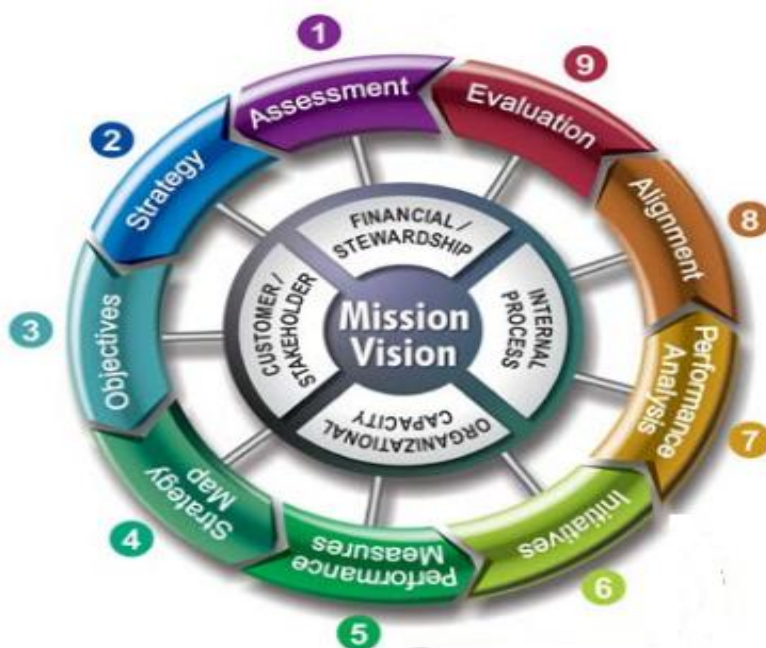 1
Assessment
2
Strategy
3
Objectives
4
Strategy
Map
5
Performance
Measures
6
Initiatives
7
Performance
Analysis
8
Alignment
9
Evaluation
FINANCIAL /
STEWARDSHIP
CUSTOMER/
STAKEHOLDER
INTERNAL
PROCESS
ORGANIZATIONAL
CAPACITY
Mission
Vision